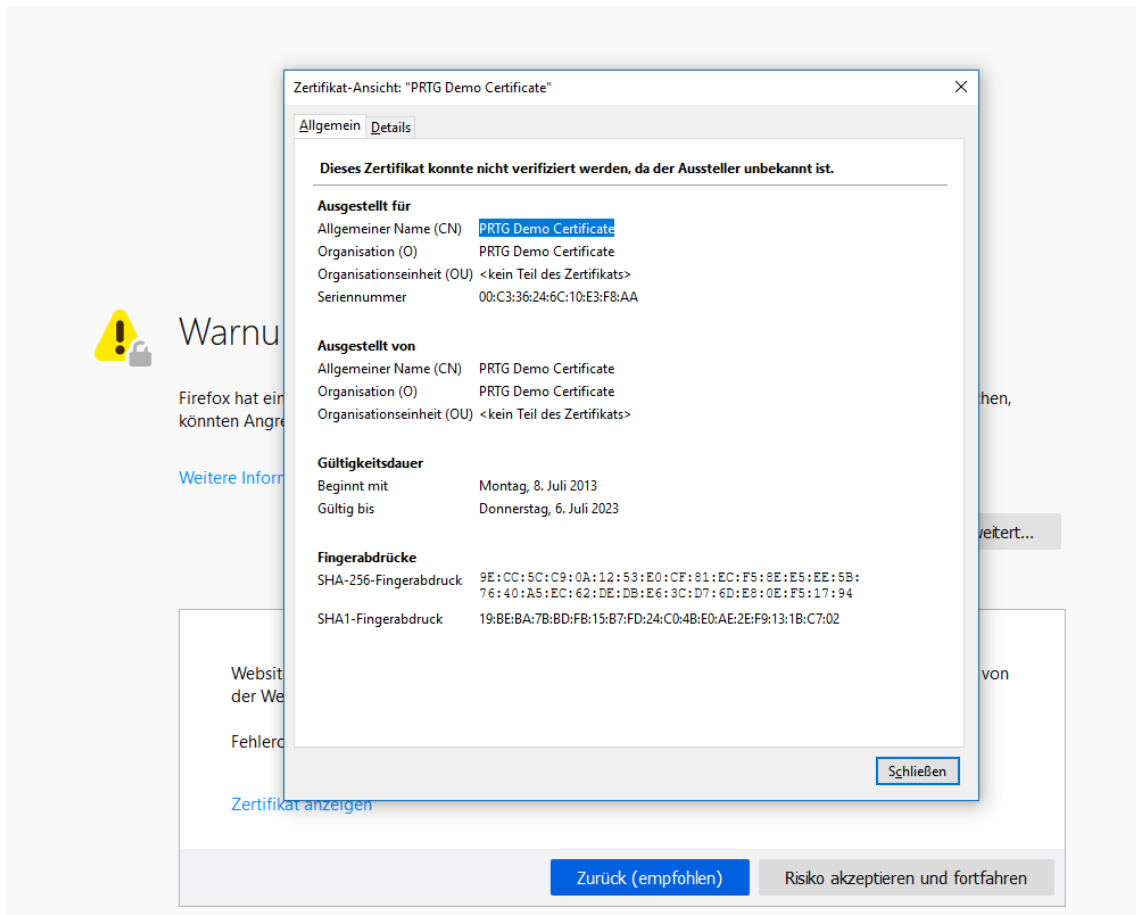 Zertifikat-Ansicht: "PRTG Demo Certificate"
Allgemein Details
Dieses Zertifikat konnte nicht verifiziert werden, da der Aussteller unbekannt ist.
Ausgestellt für
Allgemeiner Name (CN) PRTG Demo Certificate
Organisation (O) PRTG Demo Certificate
Organisationseinheit (OU) <kein Teil des Zertifikats>
Seriennummer 00:C3:36:24:6C:10:E3:F8:AA
Ausgestellt von
Allgemeiner Name (CN) PRTG Demo Certificate
Organisation (O) PRTG Demo Certificate
Organisationseinheit (OU) <kein Teil des Zertifikats>
Gültigkeitsdauer
Beginnt mit Montag, 8. Juli 2013
Gültig bis Donnerstag, 6. Juli 2023
Fingerabdrücke
SHA-256-Fingerabdruck 9E:CC:5C:C9:0A:12:53:E0:CF:81:EC:F5:8E:E5:EE:5B:
76:40:A5:EC:62:DE:DB:E6:3C:D7:6D:E8:0E:F5:17:94
SHA1-Fingerabdruck 19:BE:BA:7B:BD:FB:15:B7:FD:24:C0:4B:E0:AE:2E:F9:13:1B:C7:02
Schließen
Warnu
Firefox hat ein
hen,
könnten Angre
Weitere Inform
weitert...
Websit
von
der We
Fehlerc
Zertifikat anzeigen
Zurück (empfohlen) Risiko akzeptieren und fortfahren